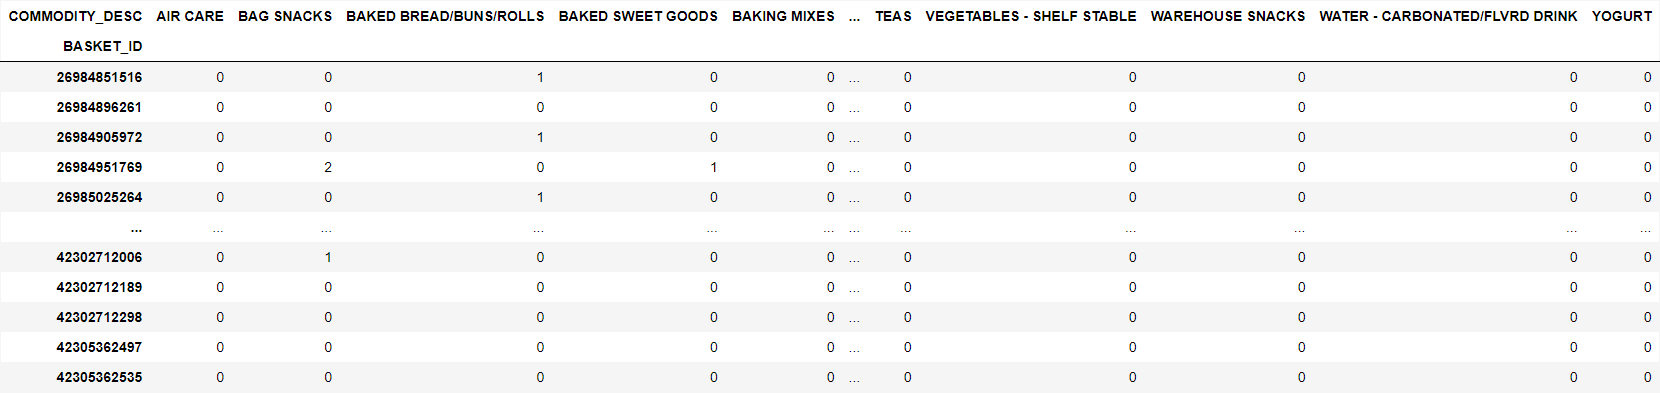 COMMODITY_DESC AIR CARE BAG SNACKS BAKED BREAD/BUNS/ROLLS BAKED SWEET GOODS BAKING MIXES ... TEAS VEGETABLES - SHELF STABLE WAREHOUSE SNACKS WATER - CARBONATED/FLVRD DRINK YOGURT
BASKET_ID
26984851516 0 0 1 0 0 ... 0 0 0 0 0
26984896261 0 0 0 0 0 ... 0 0 0 0 0
26984905972 0 0 1 0 0 ... 0 0 0 0 0
26984951769 0 2 0 1 0 ... 0 0 0 0 0
26985025264 0 0 1 0 0 ... 0 0 0 0 0
... ... ... ... ... ... ... ... ... ... ... ...
42302712006 0 1 0 0 0 ... 0 0 0 0 0
42302712189 0 0 0 0 0 ... 0 0 0 0 0
42302712298 0 0 0 0 0 ... 0 0 0 0 0
42305362497 0 0 0 0 0 ... 0 0 0 0 0
42305362535 0 0 0 0 0 ... 0 0 0 0 0